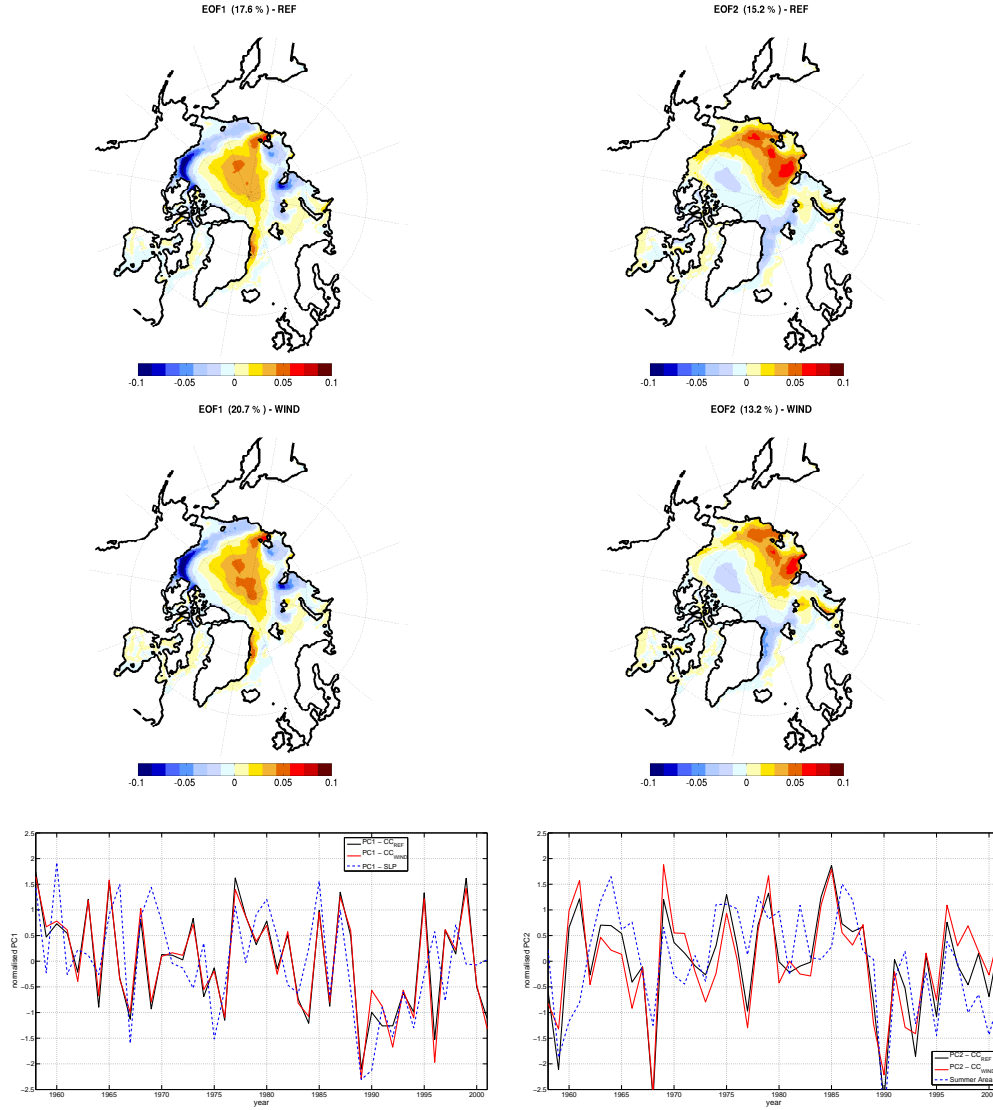 EOF1 (17.6 % ) - REF
EOF2 (15.2 % ) - REF
-0.1 -0.05 0 0.05 0.1
-0.1 -0.05 0 0.05 0.1
EOF1 (20.7 % ) - WIND
EOF2 (13.2 % ) - WIND
-0.1 -0.05 0 0.05 0.1
-0.1 -0.05 0 0.05 0.1
normalised PC1
2.5
2
1.5
1
0.5
0
−0.5
−1
−1.5
−2
−2.5
1960 1965 1970 1975 1980 1985 1990 1995 2000
year
PC1 − CC REF
PC1 − CC WIND
PC1 − SLP
normalised PC2
2.5
2
1.5
1
0.5
0
−0.5
−1
−1.5
−2
−2.5
1960 1965 1970 1975 1980 1985 1990 1995 200
year
PC2 − CC REF
PC2 − CC WIND
Summer Area